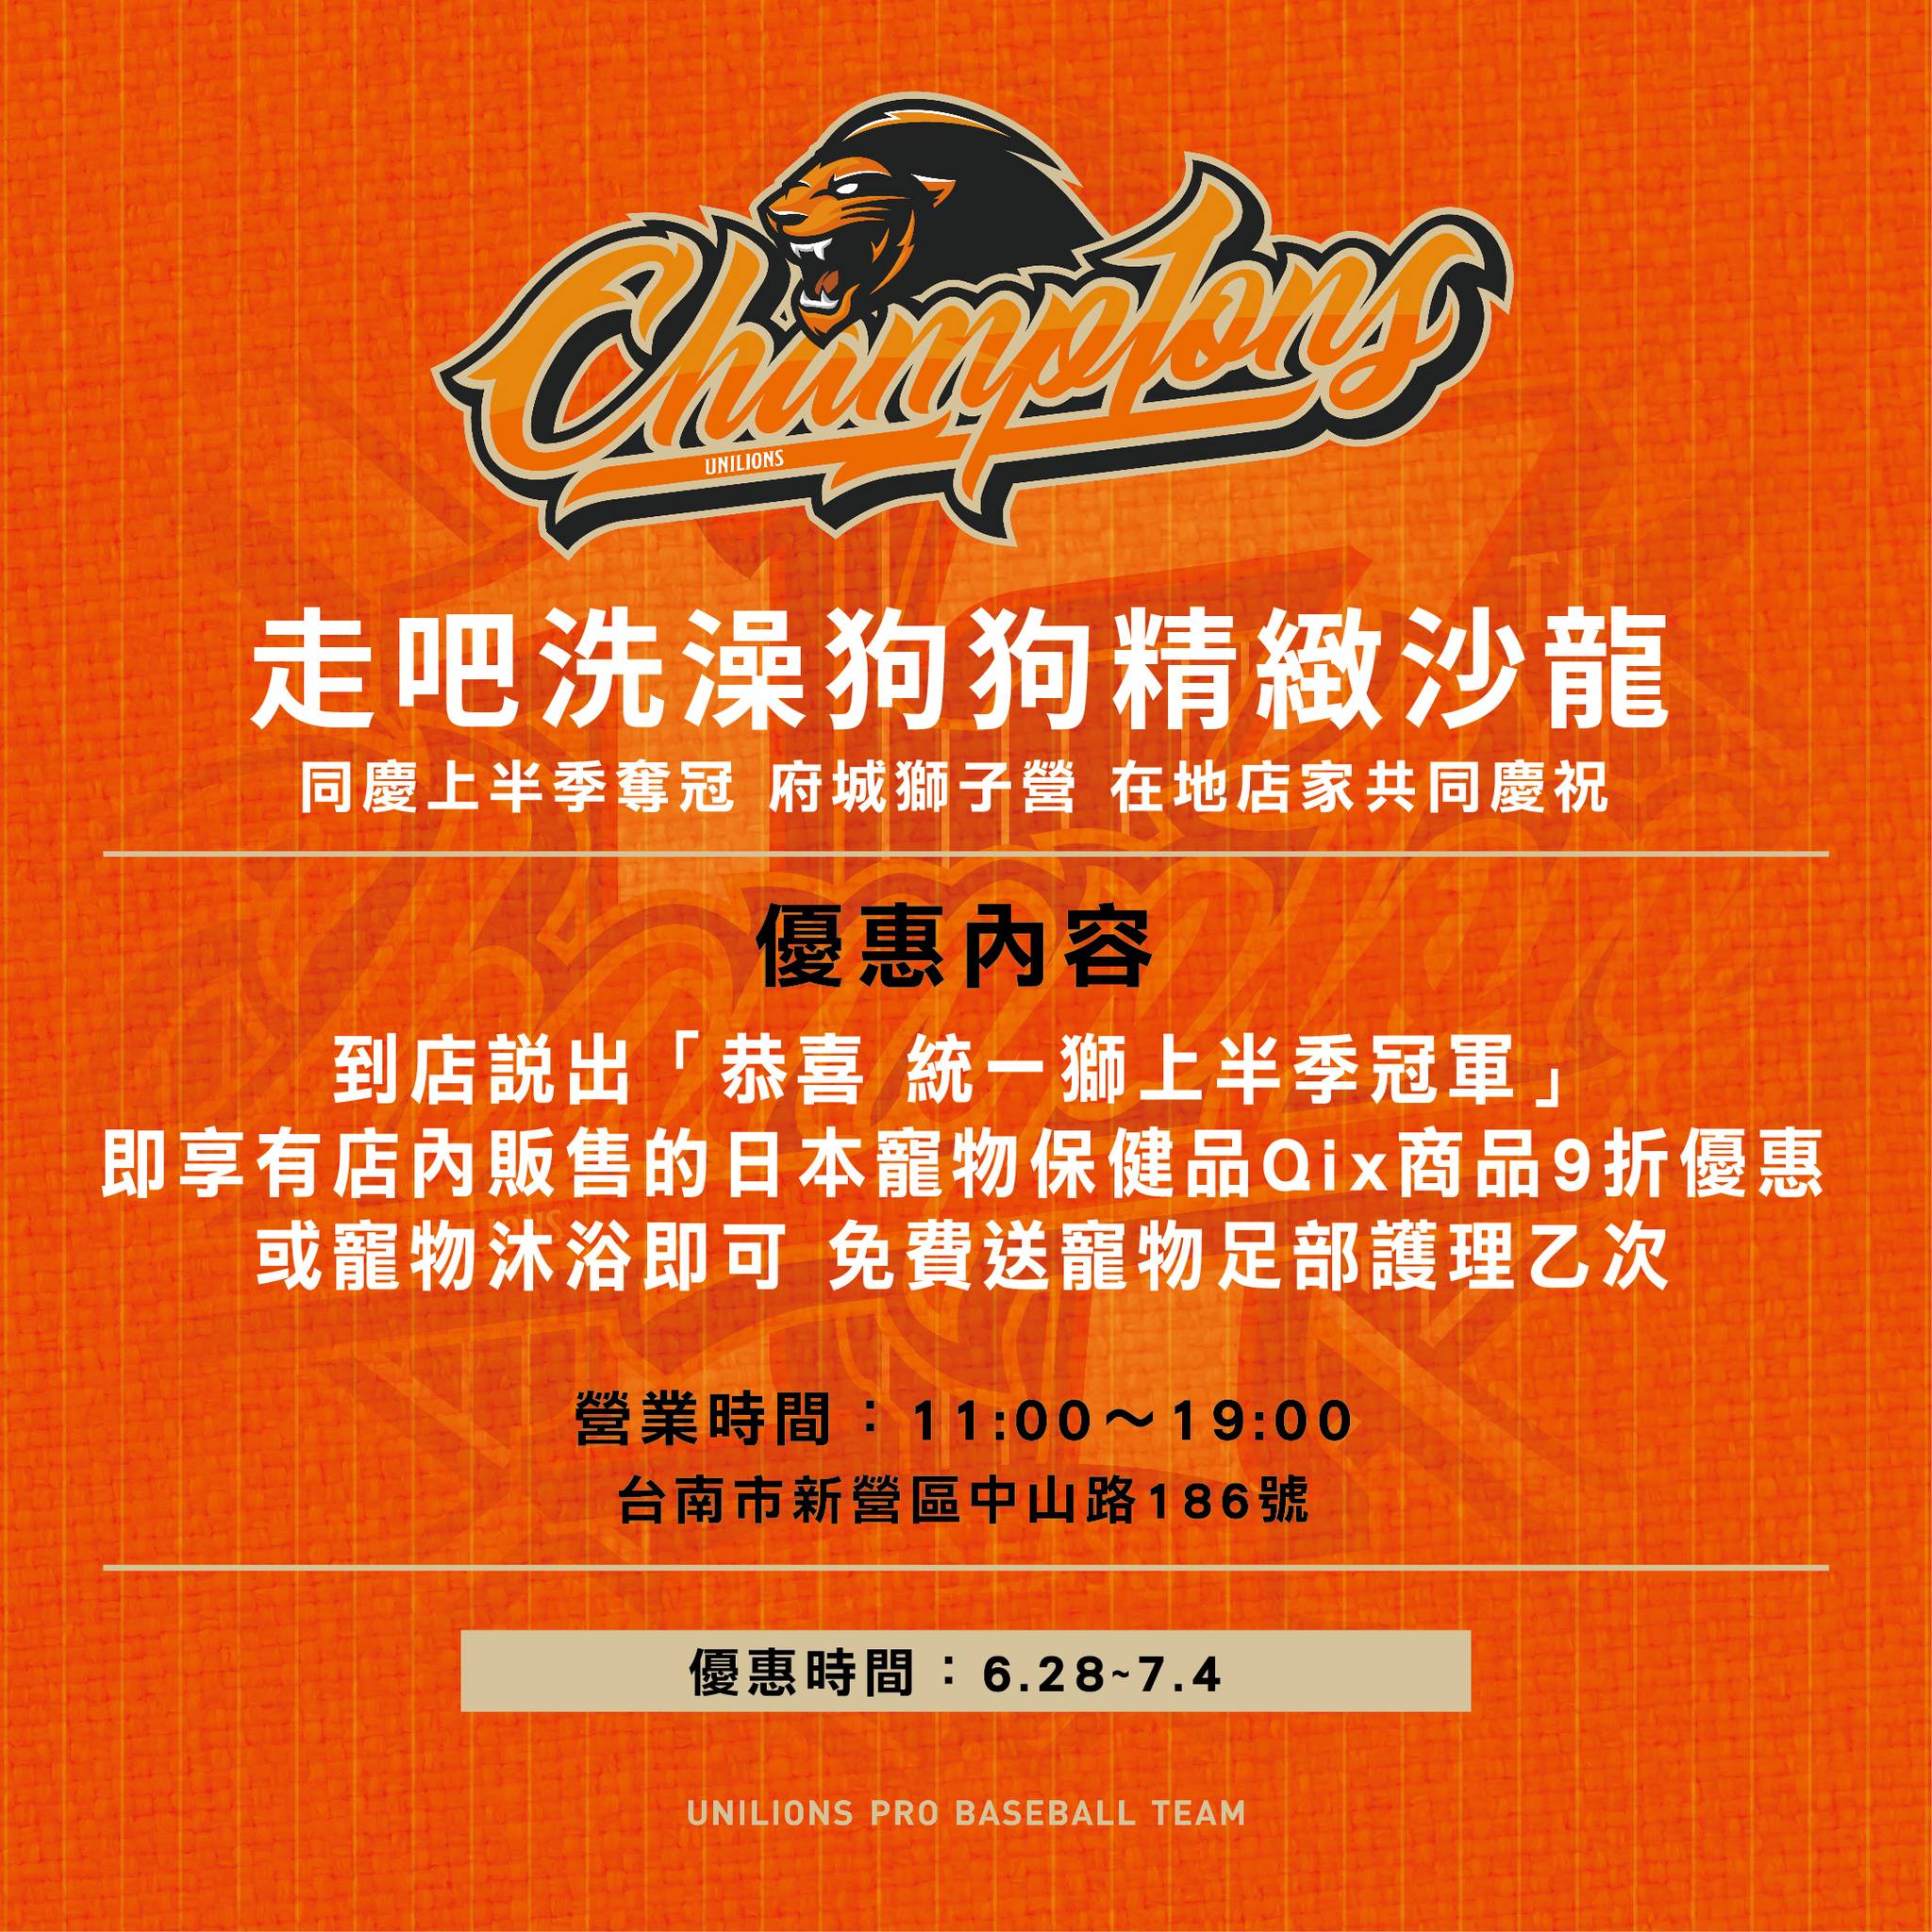 Champ1ons
UNILIONS
走吧洗澡狗狗精緻沙龍
同慶上半季奪冠 府城獅子營 在地店家共同慶祝
優惠內容
到店說出「恭喜 統一獅上半季冠軍」
即享有店內販售的日本寵物保健品Qix商品9折優惠
或寵物沐浴即可 免費送寵物足部護理乙次
營業時間：11:00～19:00
台南市新營區中山路186號
優惠時間：6.28~7.4
UNILIONS PRO BASEBALL TEAM